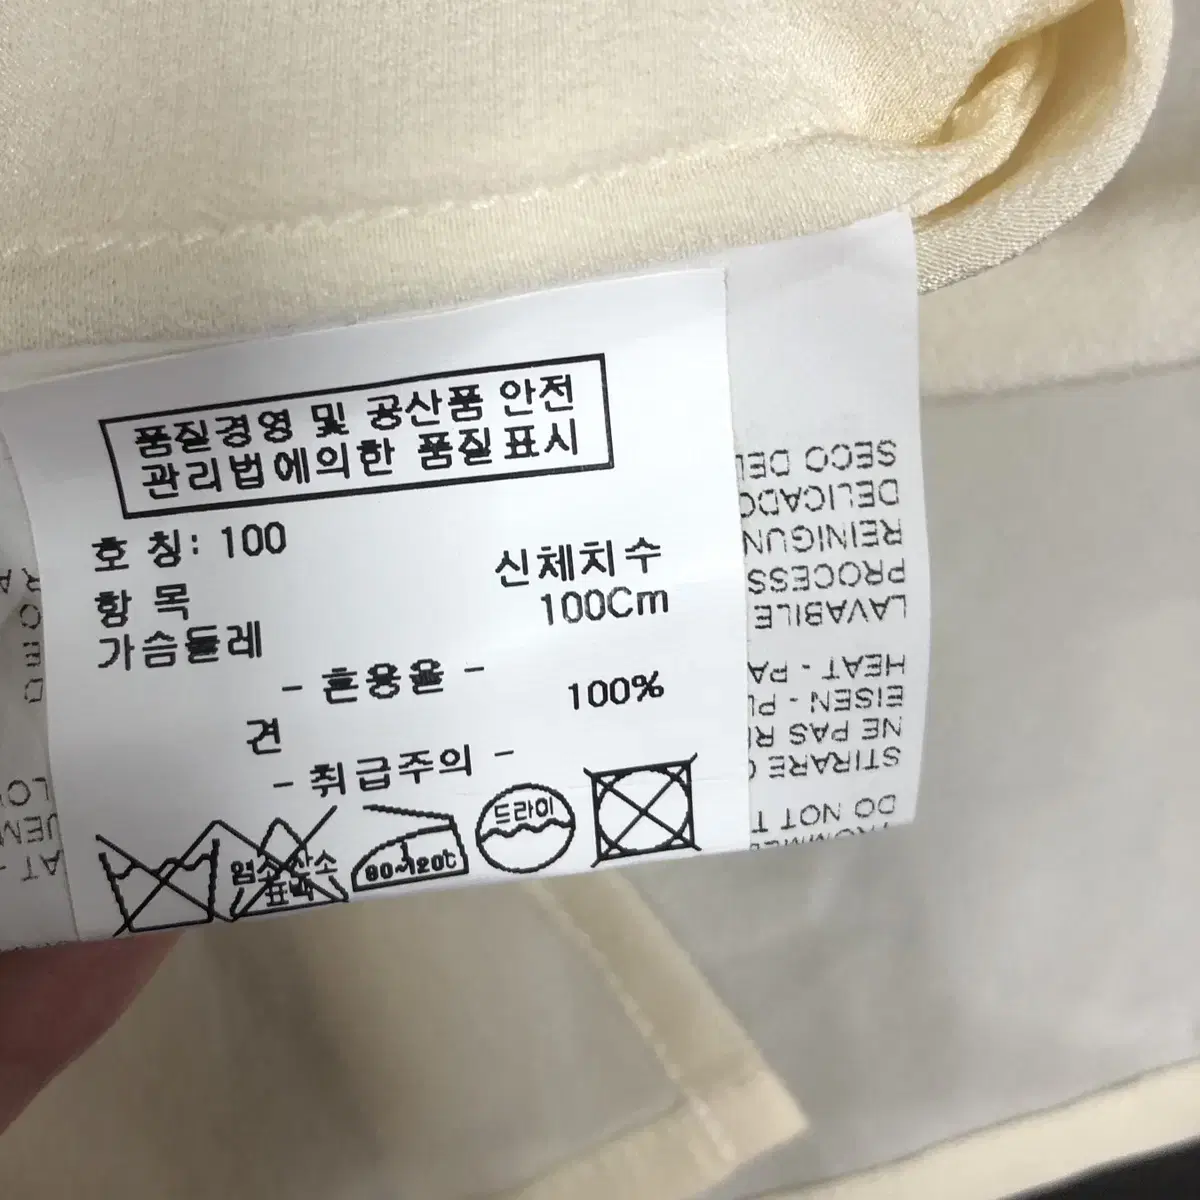 품질경영 및 공산품 안전
관리법에의한 품질표시
호 칭: 100
항 목 신체치수
가슴둘레 100Cm
- 혼용율 -
견 100%
- 취급주의 -
염소,산소
표백
80~120℃
드라이
SECO DEL
DELICADO
REINIGUN
PROCESS
LAVABILE
HEAT - PA
EISEN - PL
NE PAS R
STIRARE
DO NOT T